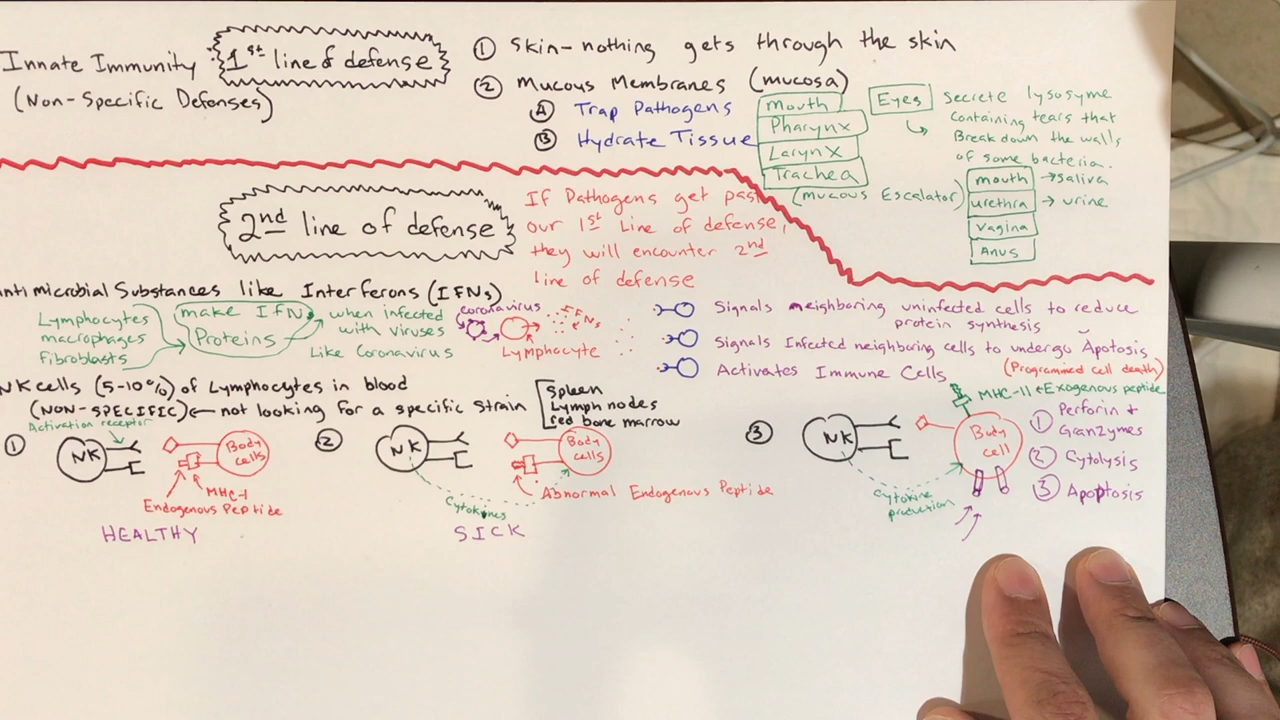 Innate Immunity
(Non-Specific Defenses)
1st line of defense
① Skin - nothing gets through the skin
② Mucous Membranes (mucosa)
Ⓐ Trap Pathogens
Ⓑ Hydrate Tissue
Mouth
Pharynx
Larynx
Trachea
(mucous Escalator)
Eyes
secrete lysosyme
containing tears that
Break down the walls
of some bacteria.
mouth → saliva
urethra → urine
Vagina
Anus
2nd line of defense
If Pathogens get past
our 1st Line of defense,
they will encounter 2nd
line of defense
ntimicrobial Substances like Interferons (IFNs)
Lymphocytes
macrophages
Fibroblasts
make IFNs
Proteins
when infected
with viruses
Like Coronavirus
coronavirus
IFNs
Lymphocyte
Signals neighboring uninfected cells to reduce
protein synthesis
Signals Infected neighboring cells to undergo Apotosis
(Programmed cell death)
Activates Immune Cells
NK cells (5-10%) of Lymphocytes in blood
(NON-SPECIFIC) ← not looking for a specific strain
Spleen
Lymph nodes
red bone marrow
①
Activation receptor
NK
Body
cells
MHC-1
Endogenous Peptide
HEALTHY
②
NK
Body
cells
Cytokines
Abnormal Endogenous Peptide
SICK
③
NK
Cytokine
production
Body
cell
MHC-11 ← Exogenous peptide
① Perforin +
Granzymes
② Cytolysis
③ Apoptosis